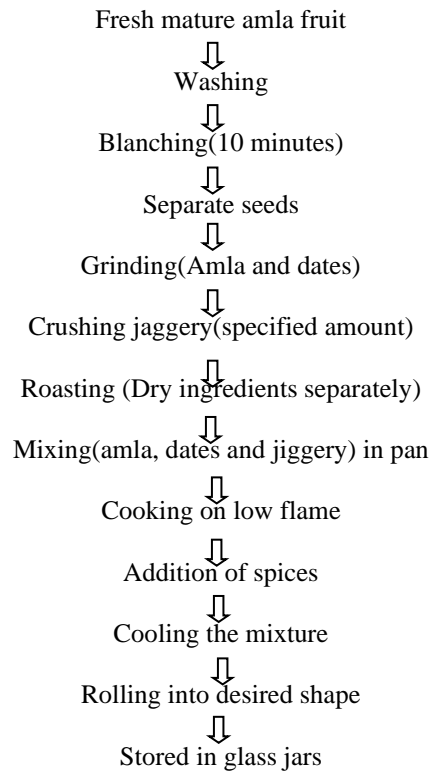 Fresh mature amla fruit
Washing
Blanching(10 minutes)
Separate seeds
Grinding(Amla and dates)
Crushing jaggery(specified amount)
Roasting (Dry ingredients separately)
Mixing(amla, dates and jiggery) in pan
Cooking on low flame
Addition of spices
Cooling the mixture
Rolling into desired shape
Stored in glass jars